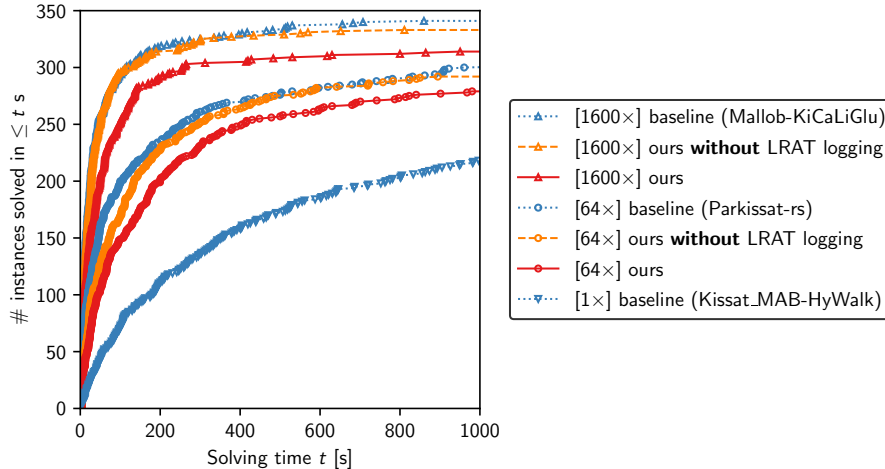 350
300
250
200
150
100
50
0
# instances solved in ≤ t s
0 200 400 600 800 1000
Solving time t [s]
[1600×] baseline (Mallob-KiCaLiGlu)
[1600×] ours without LRAT logging
[1600×] ours
[64×] baseline (Parkissat-rs)
[64×] ours without LRAT logging
[64×] ours
[1×] baseline (Kissat_MAB-HyWalk)